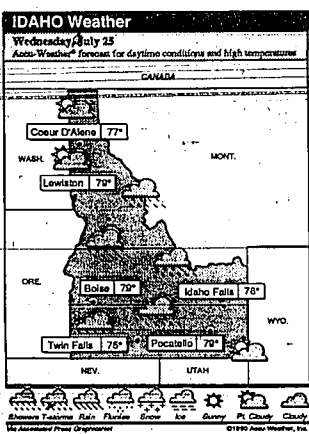 IDAHO Weather
Wednesday, July 25
Accu-Weather® forecast for daytime conditions and high temperatures
CANADA
Coeur D'Alene 77°
WASH.
MONT.
Lewiston 79°
ORE.
Boise 79°
Idaho Falls 76°
WYO.
Twin Falls 75°
Pocatello 79°
NEV.
UTAH
Showers T-storms Rain Flurries Snow Ice Sunny Pt. Cloudy Cloudy
Via Associated Press GraphicsNet
©1990 Accu-Weather, Inc.